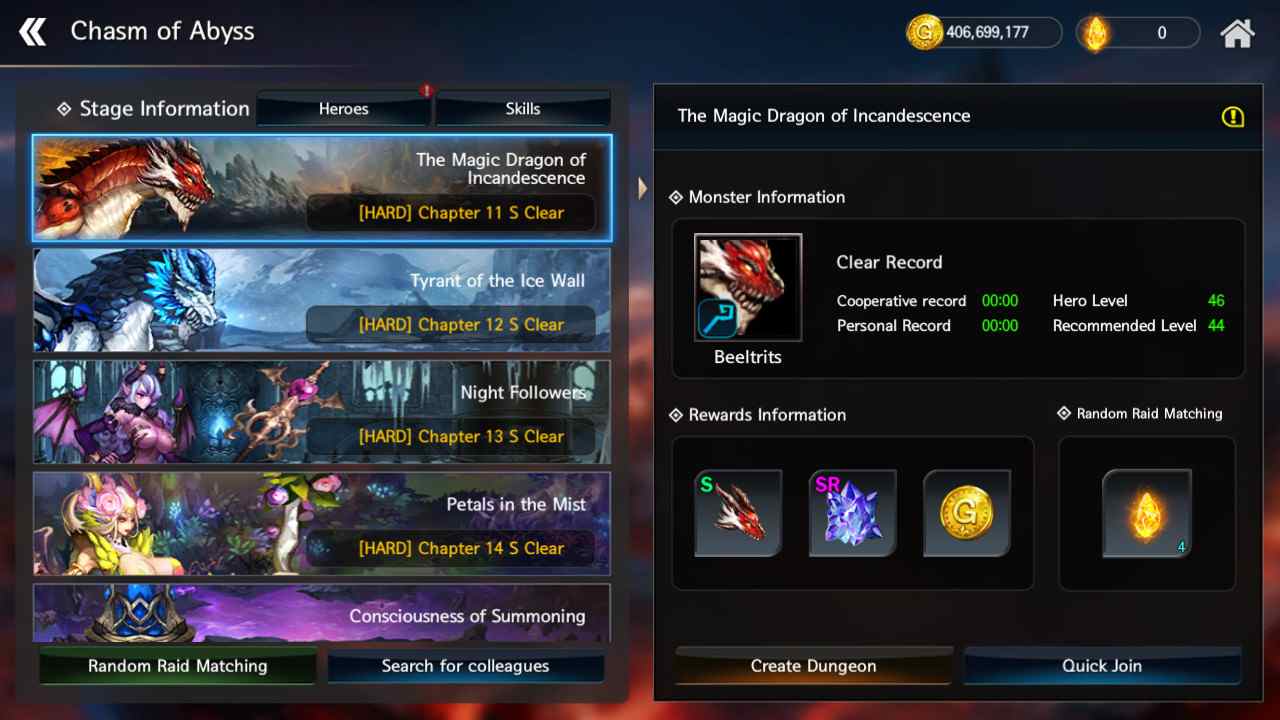 Chasm of Abyss
G 406,699,177
0
Stage Information
Heroes
!
Skills
The Magic Dragon of
Incandescence
[HARD] Chapter 11 S Clear
Tyrant of the Ice Wall
[HARD] Chapter 12 S Clear
Night Followers
[HARD] Chapter 13 S Clear
Petals in the Mist
[HARD] Chapter 14 S Clear
Consciousness of Summoning
Random Raid Matching
Search for colleagues
The Magic Dragon of Incandescence
!
Monster Information
Beeltrits
Clear Record
Cooperative record 00:00
Hero Level 46
Personal Record 00:00
Recommended Level 44
Rewards Information
S
SR
G
Random Raid Matching
4
Create Dungeon
Quick Join